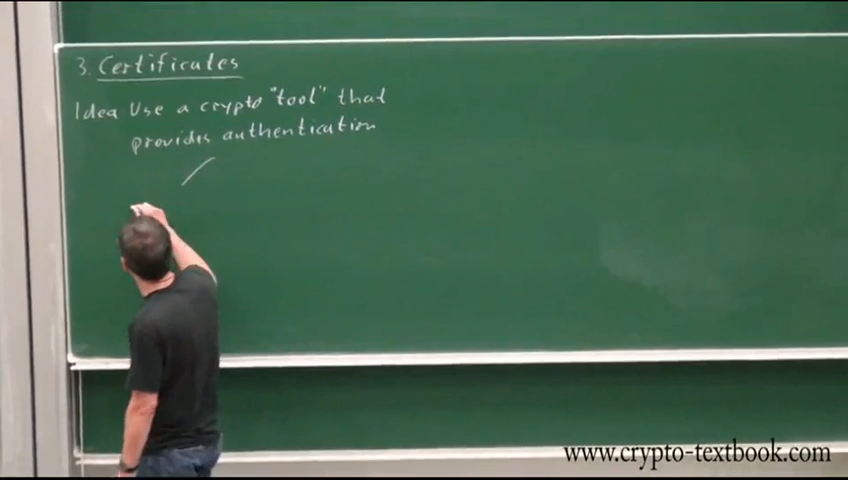 3. Certificates
Idea Use a crypto "tool" that
provides authentication
www.crypto-textbook.com